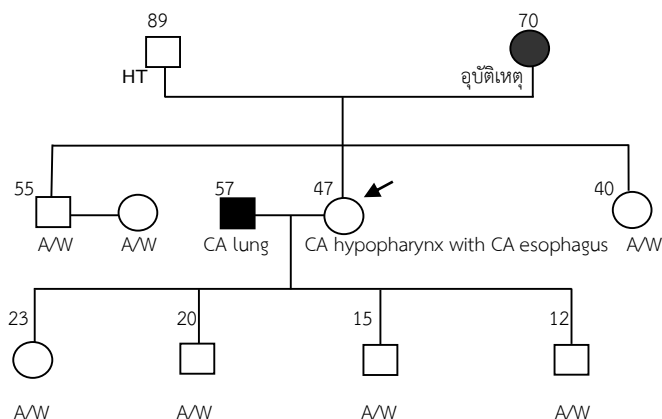 89
70
HT
อุบัติเหตุ
55
57
47
40
A/W
A/W
CA lung
CA hypopharynx with CA esophagus
A/W
23
20
15
12
A/W
A/W
A/W
A/W